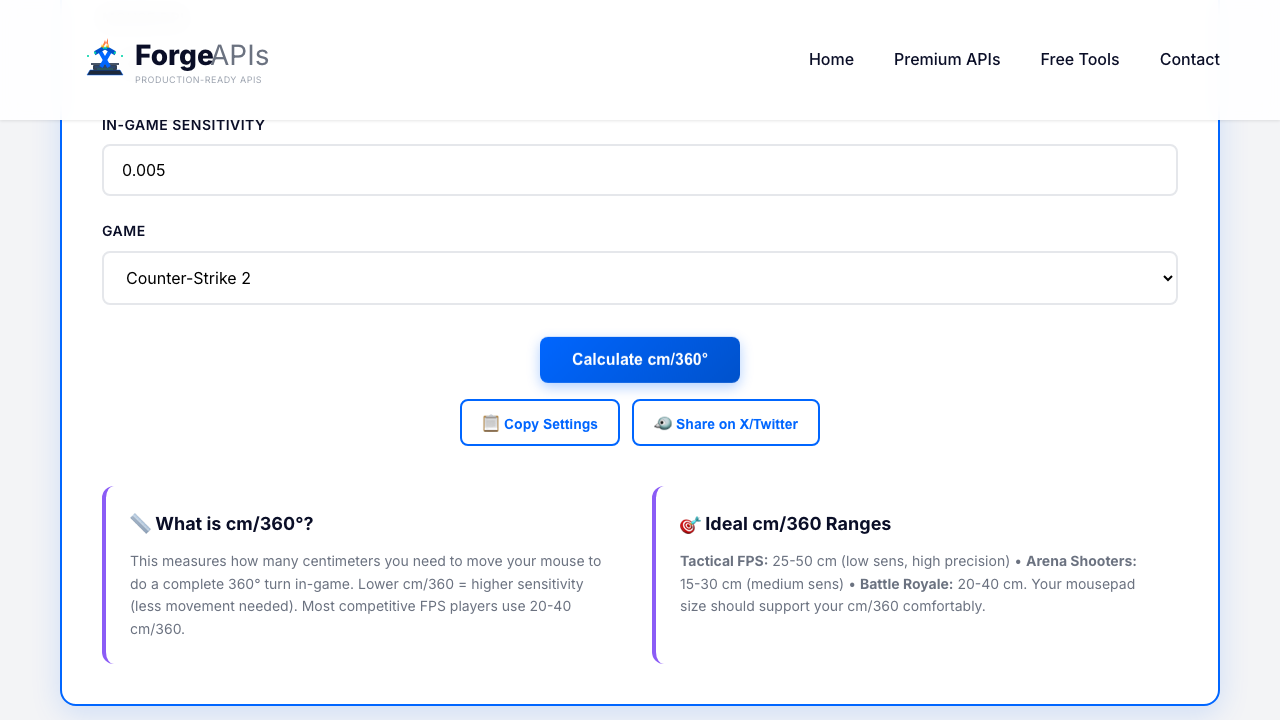 ForgeAPIs
PRODUCTION-READY APIS
Home
Premium APIs
Free Tools
Contact
IN-GAME SENSITIVITY
0.005
GAME
Counter-Strike 2
Calculate cm/360°
📋 Copy Settings
🐦 Share on X/Twitter
📏 What is cm/360°?
This measures how many centimeters you need to move your mouse to
do a complete 360° turn in-game. Lower cm/360 = higher sensitivity
(less movement needed). Most competitive FPS players use 20-40
cm/360.
🎯 Ideal cm/360 Ranges
Tactical FPS: 25-50 cm (low sens, high precision) • Arena Shooters:
15-30 cm (medium sens) • Battle Royale: 20-40 cm. Your mousepad
size should support your cm/360 comfortably.